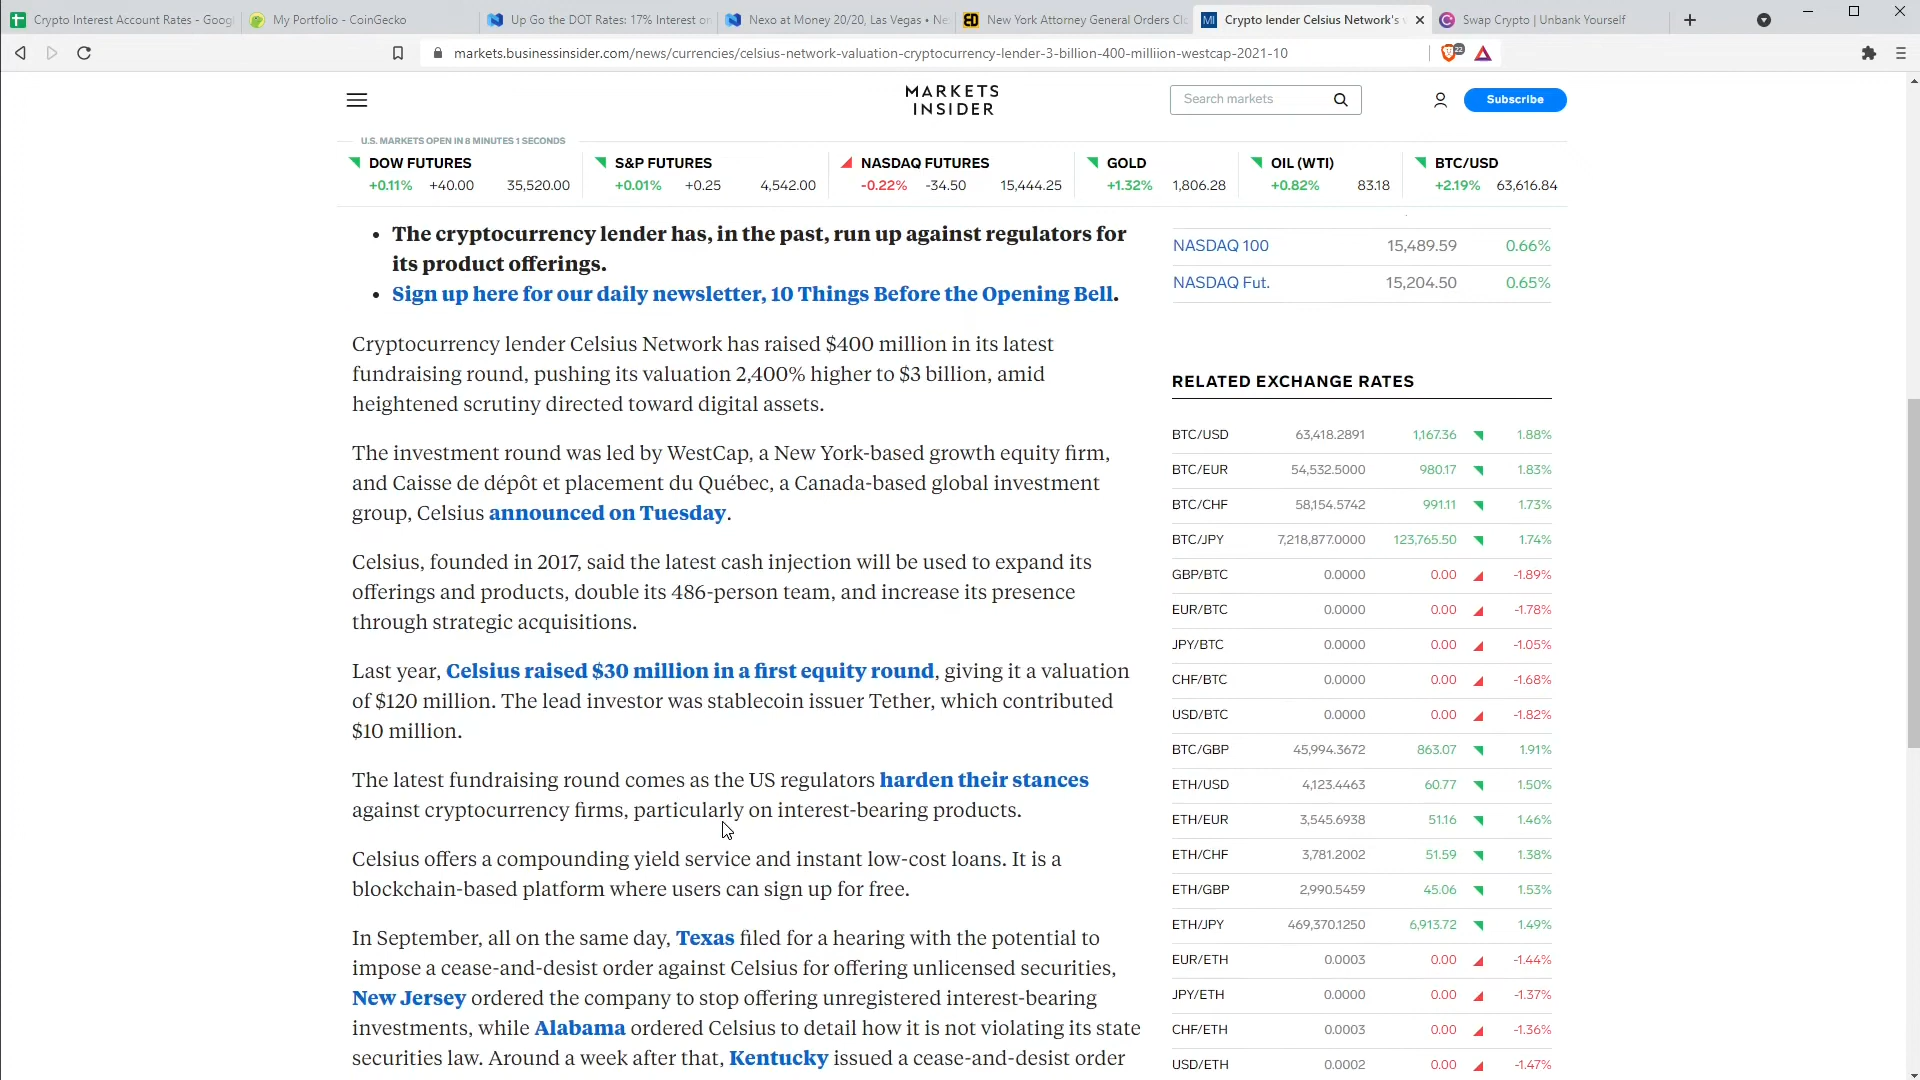 Crypto Interest Account Rates - Goog
My Portfolio - CoinGecko
Up Go the DOT Rates: 17% Interest on
Nexo at Money 20/20, Las Vegas • Ne
New York Attorney General Orders
Crypto lender Celsius Network's
Swap Crypto | Unbank Yourself
markets.businessinsider.com/news/currencies/celsius-network-valuation-cryptocurrency-lender-3-billion-400-milliion-westcap-2021-10
22
MARKETS
INSIDER
Search markets
Subscribe
U.S. MARKETS OPEN IN 8 MINUTES 1 SECONDS
DOW FUTURES
+0.11% +40.00 35,520.00
S&P FUTURES
+0.01% +0.25 4,542.00
NASDAQ FUTURES
-0.22% -34.50 15,444.25
GOLD
+1.32% 1,806.28
OIL (WTI)
+0.82% 83.18
BTC/USD
+2.19% 63,616.84
• The cryptocurrency lender has, in the past, run up against regulators for
its product offerings.
• Sign up here for our daily newsletter, 10 Things Before the Opening Bell.
Cryptocurrency lender Celsius Network has raised $400 million in its latest
fundraising round, pushing its valuation 2,400% higher to $3 billion, amid
heightened scrutiny directed toward digital assets.
The investment round was led by WestCap, a New York-based growth equity firm,
and Caisse de dépôt et placement du Québec, a Canada-based global investment
group, Celsius announced on Tuesday.
Celsius, founded in 2017, said the latest cash injection will be used to expand its
offerings and products, double its 486-person team, and increase its presence
through strategic acquisitions.
Last year, Celsius raised $30 million in a first equity round, giving it a valuation
of $120 million. The lead investor was stablecoin issuer Tether, which contributed
$10 million.
The latest fundraising round comes as the US regulators harden their stances
against cryptocurrency firms, particularly on interest-bearing products.
Celsius offers a compounding yield service and instant low-cost loans. It is a
blockchain-based platform where users can sign up for free.
In September, all on the same day, Texas filed for a hearing with the potential to
impose a cease-and-desist order against Celsius for offering unlicensed securities,
New Jersey ordered the company to stop offering unregistered interest-bearing
investments, while Alabama ordered Celsius to detail how it is not violating its state
securities law. Around a week after that, Kentucky issued a cease-and-desist order
NASDAQ 100 15,489.59 0.66%
NASDAQ Fut. 15,204.50 0.65%
RELATED EXCHANGE RATES
BTC/USD 63,418.2891 1,167.36 1.88%
BTC/EUR 54,532.5000 980.17 1.83%
BTC/CHF 58,154.5742 991.11 1.73%
BTC/JPY 7,218,877.0000 123,765.50 1.74%
GBP/BTC 0.0000 0.00 -1.89%
EUR/BTC 0.0000 0.00 -1.78%
JPY/BTC 0.0000 0.00 -1.05%
CHF/BTC 0.0000 0.00 -1.68%
USD/BTC 0.0000 0.00 -1.82%
BTC/GBP 45,994.3672 863.07 1.91%
ETH/USD 4,123.4463 60.77 1.50%
ETH/EUR 3,545.6938 51.16 1.46%
ETH/CHF 3,781.2002 51.59 1.38%
ETH/GBP 2,990.5459 45.06 1.53%
ETH/JPY 469,370.1250 6,913.72 1.49%
EUR/ETH 0.0003 0.00 -1.44%
JPY/ETH 0.0000 0.00 -1.37%
CHF/ETH 0.0003 0.00 -1.36%
USD/ETH 0.0002 0.00 -1.47%